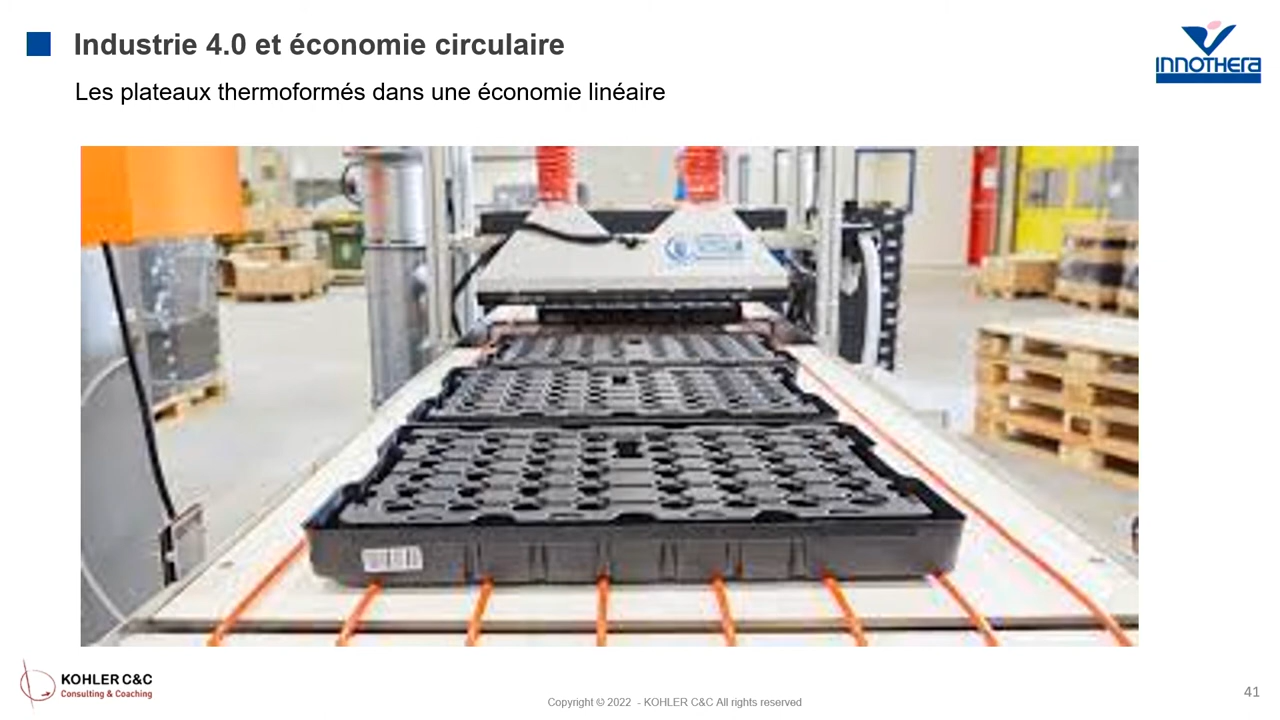 Industrie 4.0 et économie circulaire
INNOTHERA
Les plateaux thermoformés dans une économie linéaire
KOHLER C&C
Consulting & Coaching
Copyright © 2022 - KOHLER C&C All rights reserved
41